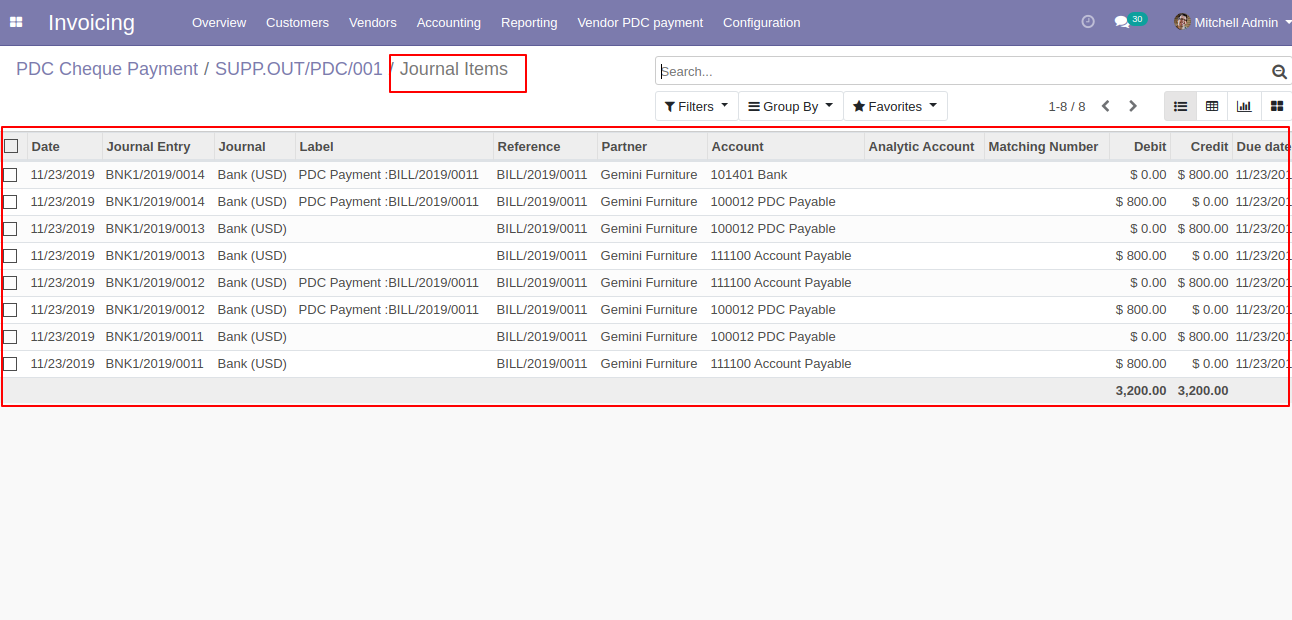 Invoicing Overview Customers Vendors Accounting Reporting Vendor PDC payment Configuration 30 Mitchell Admin
PDC Cheque Payment / SUPP.OUT/PDC/001 / Journal Items
Search...
Filters Group By Favorites 1-8 / 8
Date Journal Entry Journal Label Reference Partner Account Analytic Account Matching Number Debit Credit Due date
11/23/2019 BNK1/2019/0014 Bank (USD) PDC Payment :BILL/2019/0011 BILL/2019/0011 Gemini Furniture 101401 Bank $ 0.00 $ 800.00 11/23/201
11/23/2019 BNK1/2019/0014 Bank (USD) PDC Payment :BILL/2019/0011 BILL/2019/0011 Gemini Furniture 100012 PDC Payable $ 800.00 $ 0.00 11/23/201
11/23/2019 BNK1/2019/0013 Bank (USD) BILL/2019/0011 Gemini Furniture 100012 PDC Payable $ 0.00 $ 800.00 11/23/201
11/23/2019 BNK1/2019/0013 Bank (USD) BILL/2019/0011 Gemini Furniture 111100 Account Payable $ 800.00 $ 0.00 11/23/201
11/23/2019 BNK1/2019/0012 Bank (USD) PDC Payment :BILL/2019/0011 BILL/2019/0011 Gemini Furniture 111100 Account Payable $ 0.00 $ 800.00 11/23/201
11/23/2019 BNK1/2019/0012 Bank (USD) PDC Payment :BILL/2019/0011 BILL/2019/0011 Gemini Furniture 100012 PDC Payable $ 800.00 $ 0.00 11/23/201
11/23/2019 BNK1/2019/0011 Bank (USD) BILL/2019/0011 Gemini Furniture 100012 PDC Payable $ 0.00 $ 800.00 11/23/201
11/23/2019 BNK1/2019/0011 Bank (USD) BILL/2019/0011 Gemini Furniture 111100 Account Payable $ 800.00 $ 0.00 11/23/201
3,200.00 3,200.00